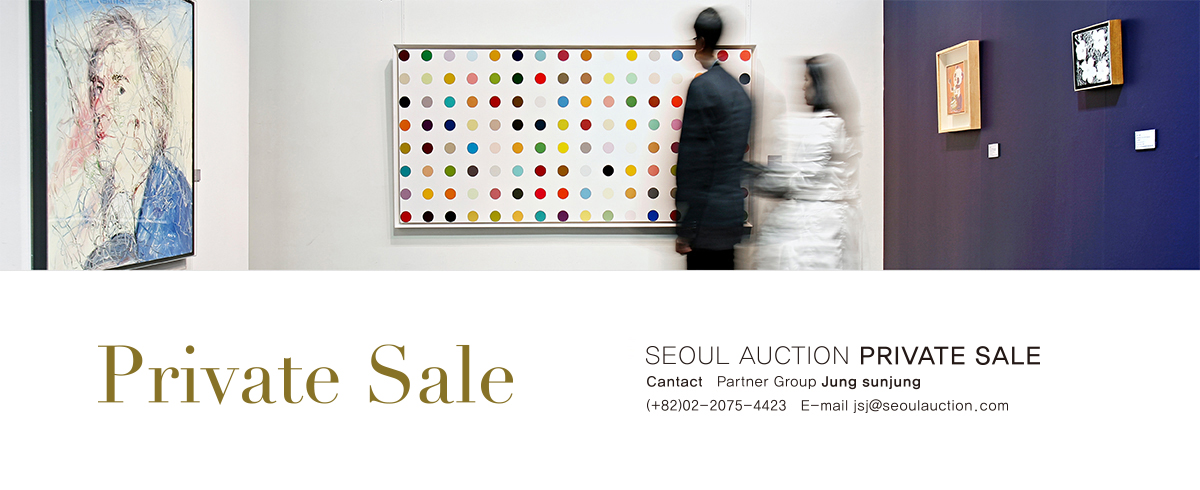 Private Sale
SEOUL AUCTION PRIVATE SALE
Cantact Partner Group Jung sunjung
(+82)02-2075-4423 E-mail jsj@seoulauction.com